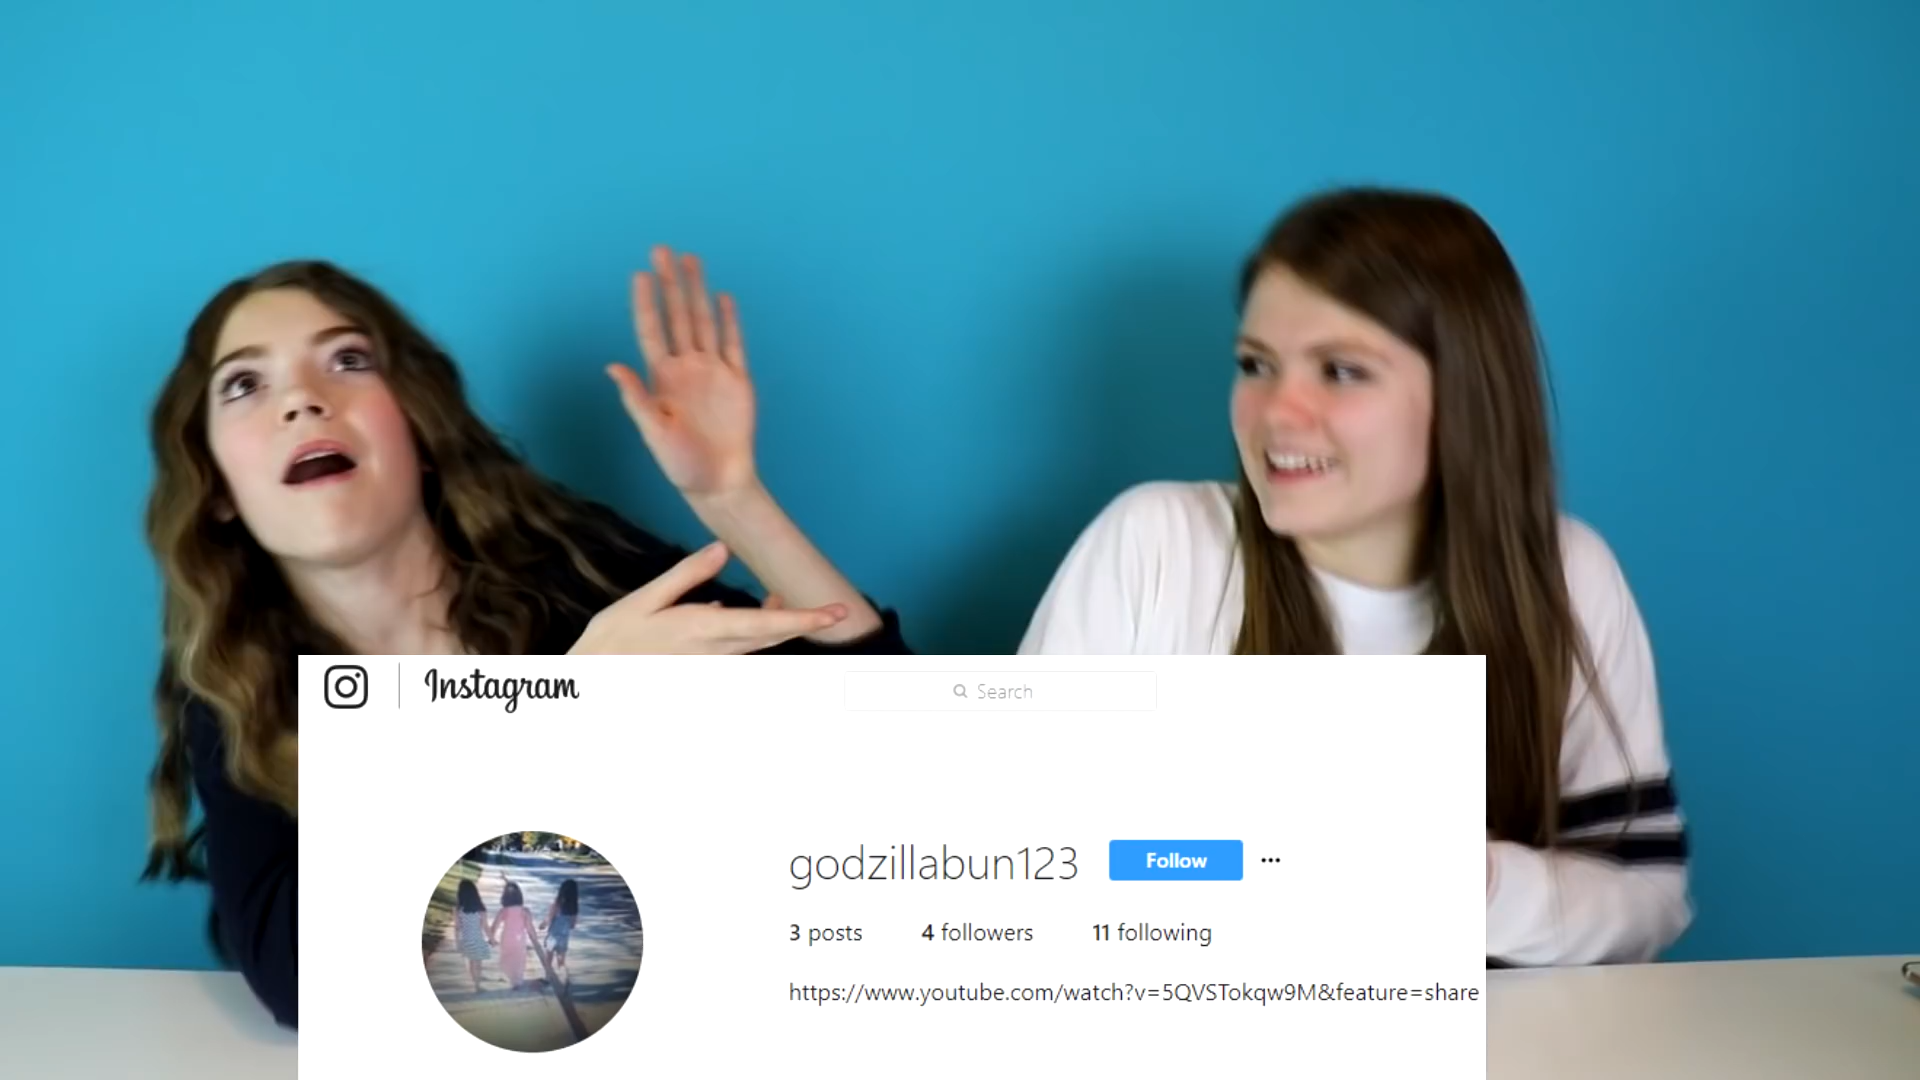 Instagram
Search
godzillabun123 Follow
3 posts 4 followers 11 following
https://www.youtube.com/watch?v=5QVSTokqw9M&feature=share